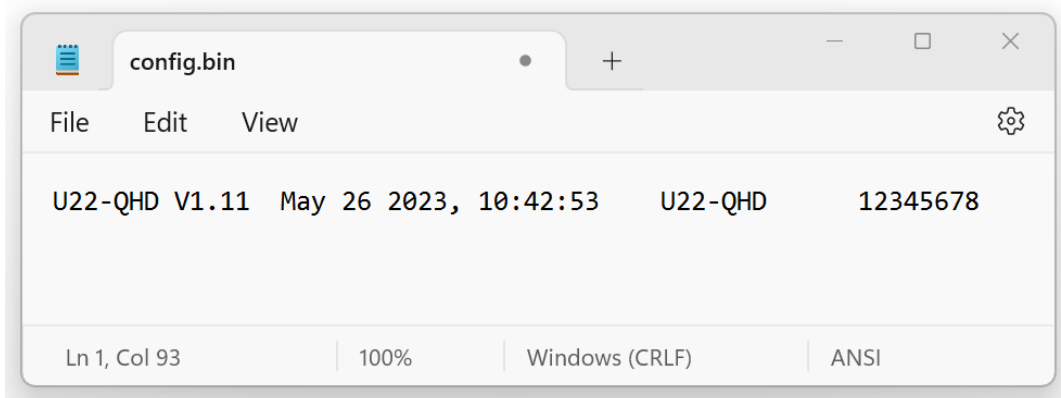 config.bin
File Edit View
U22-QHD V1.11  May 26 2023, 10:42:53    U22-QHD      12345678
Ln 1, Col 93 100% Windows (CRLF) ANSI